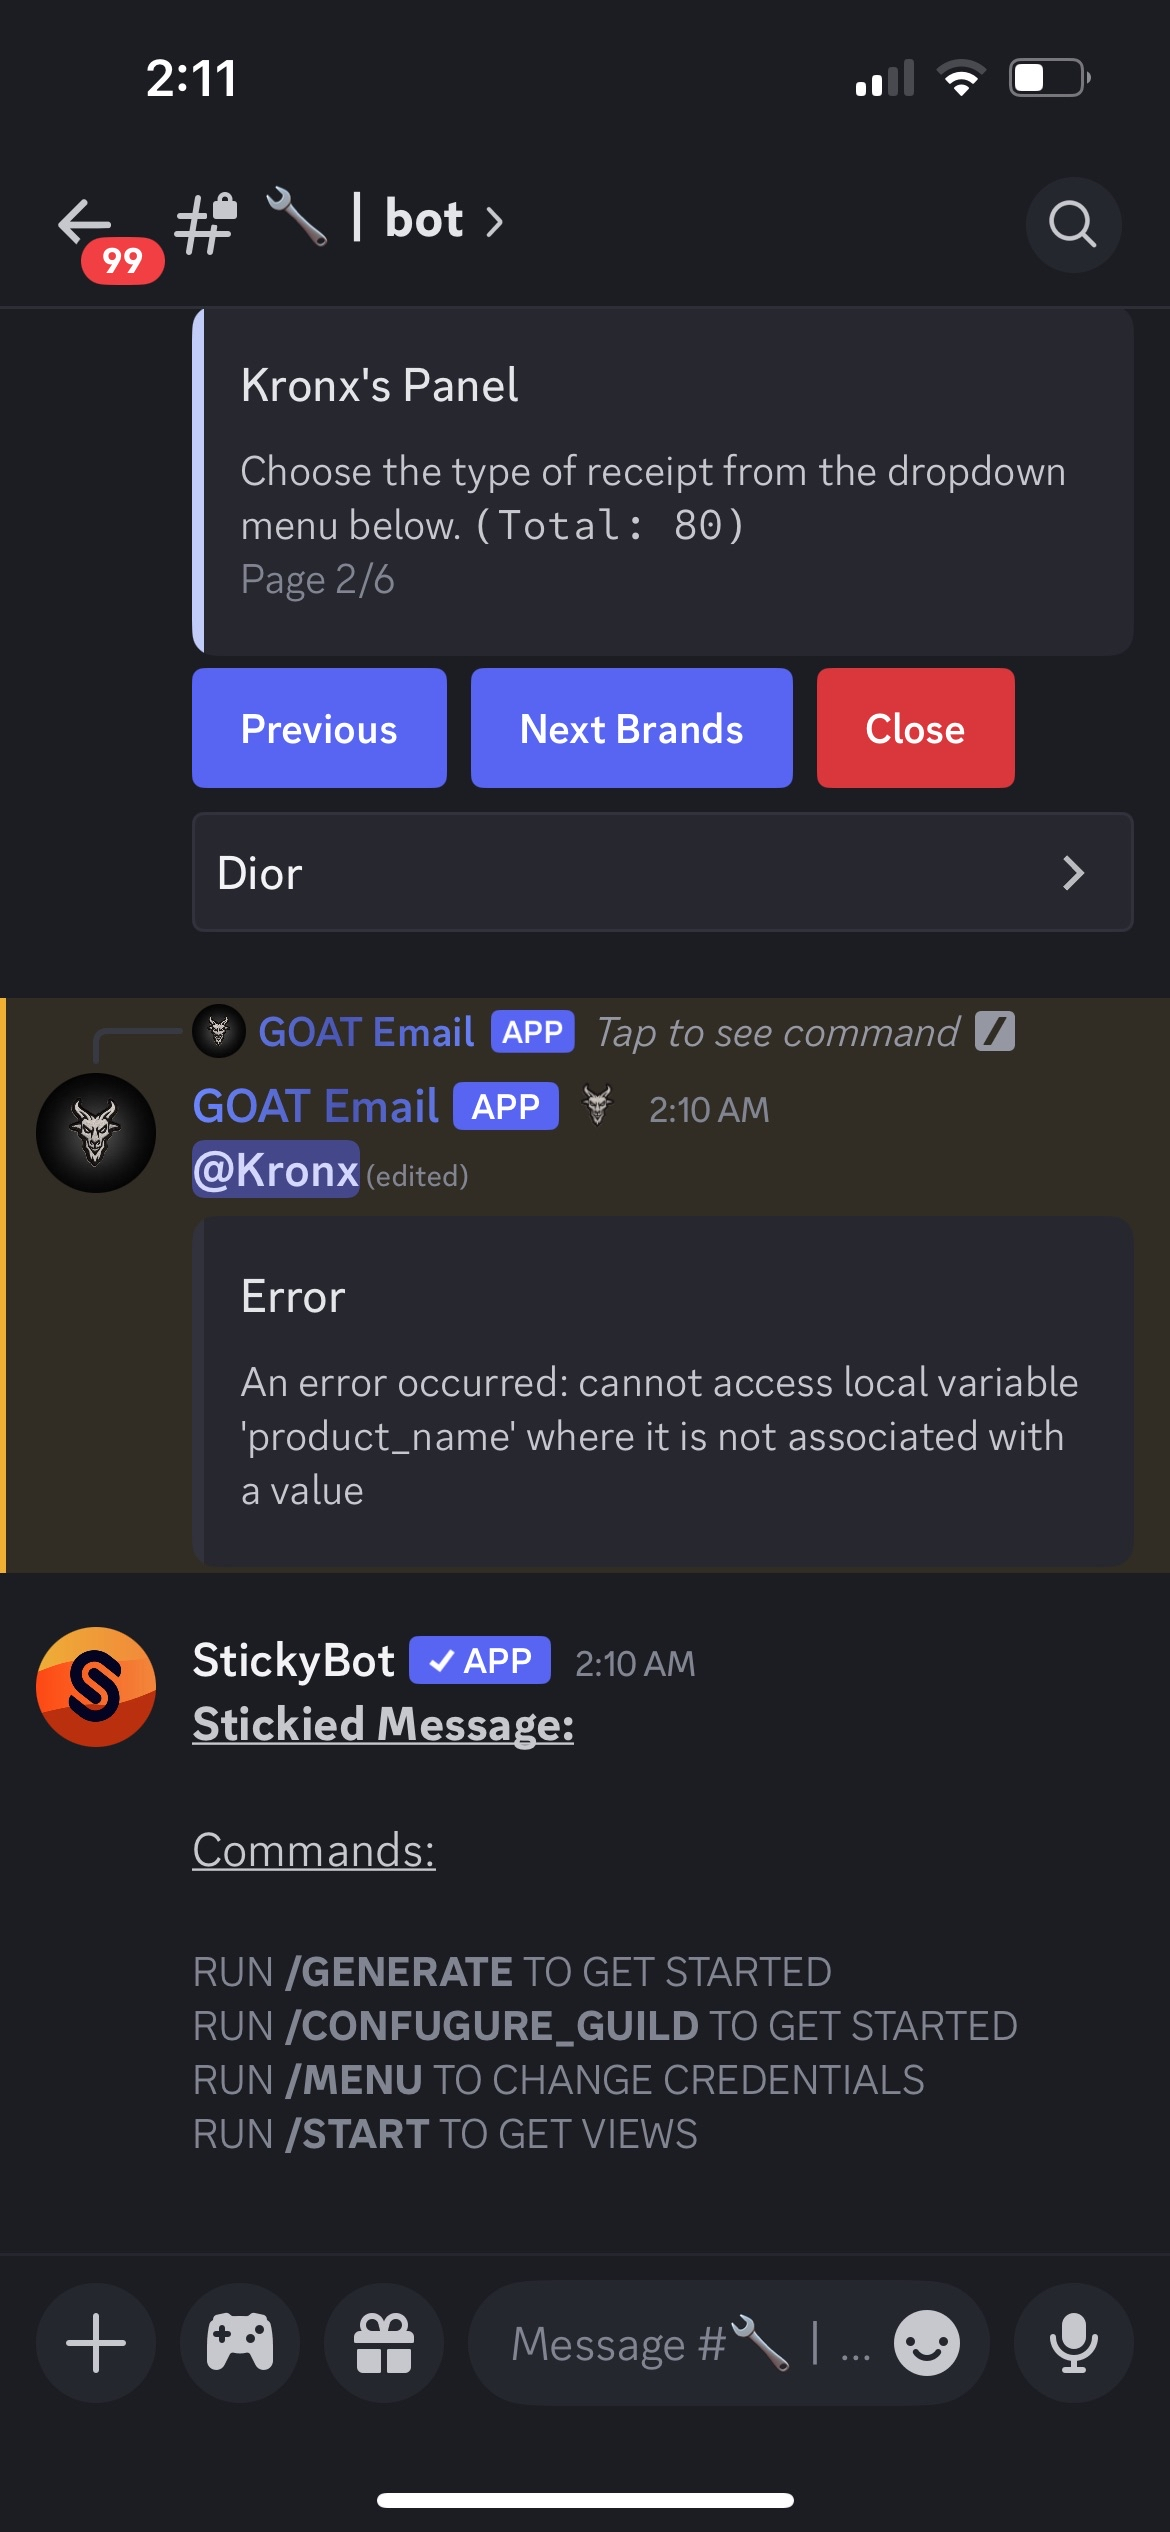 2:11
99
# 🔧 | bot
Kronx's Panel
Choose the type of receipt from the dropdown
menu below. (Total: 80)
Page 2/6
Previous
Next Brands
Close
Dior
GOAT Email APP Tap to see command
GOAT Email APP 2:10 AM
@Kronx (edited)
Error
An error occurred: cannot access local variable
'product_name' where it is not associated with
a value
StickyBot ✓ APP 2:10 AM
Stickied Message:
Commands:
RUN /GENERATE TO GET STARTED
RUN /CONFUGURE_GUILD TO GET STARTED
RUN /MENU TO CHANGE CREDENTIALS
RUN /START TO GET VIEWS
Message #🔧 | ...